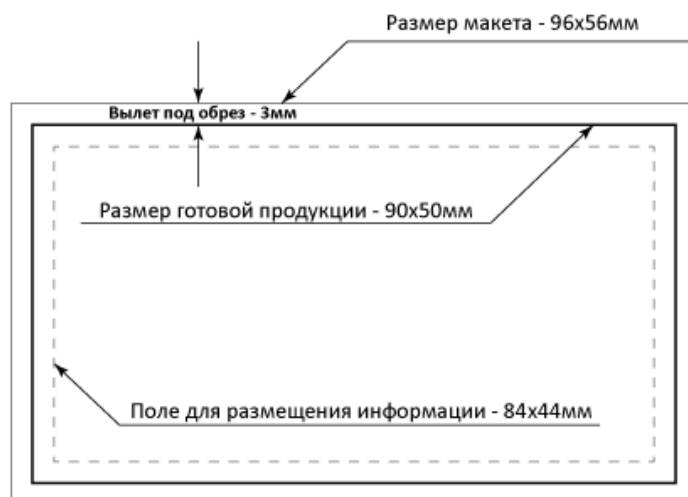 Размер макета - 96х56мм
Вылет под обрез - 3мм
Размер готовой продукции - 90х50мм
Поле для размещения информации - 84х44мм